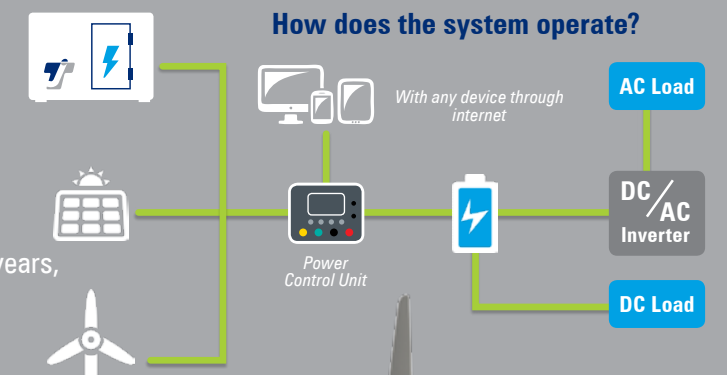 How does the system operate?
With any device through
internet
AC Load
DC/AC
Inverter
years,
Power
Control Unit
DC Load